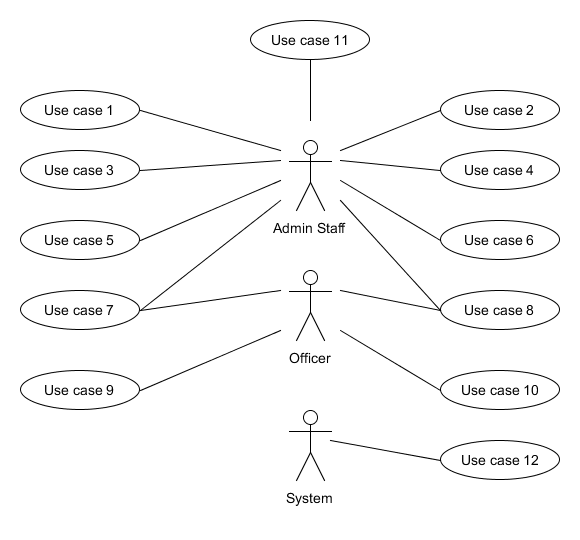 Use case 11
Use case 1
Use case 2
Use case 3
Use case 4
Admin Staff
Use case 5
Use case 6
Use case 7
Use case 8
Officer
Use case 9
Use case 10
Use case 12
System